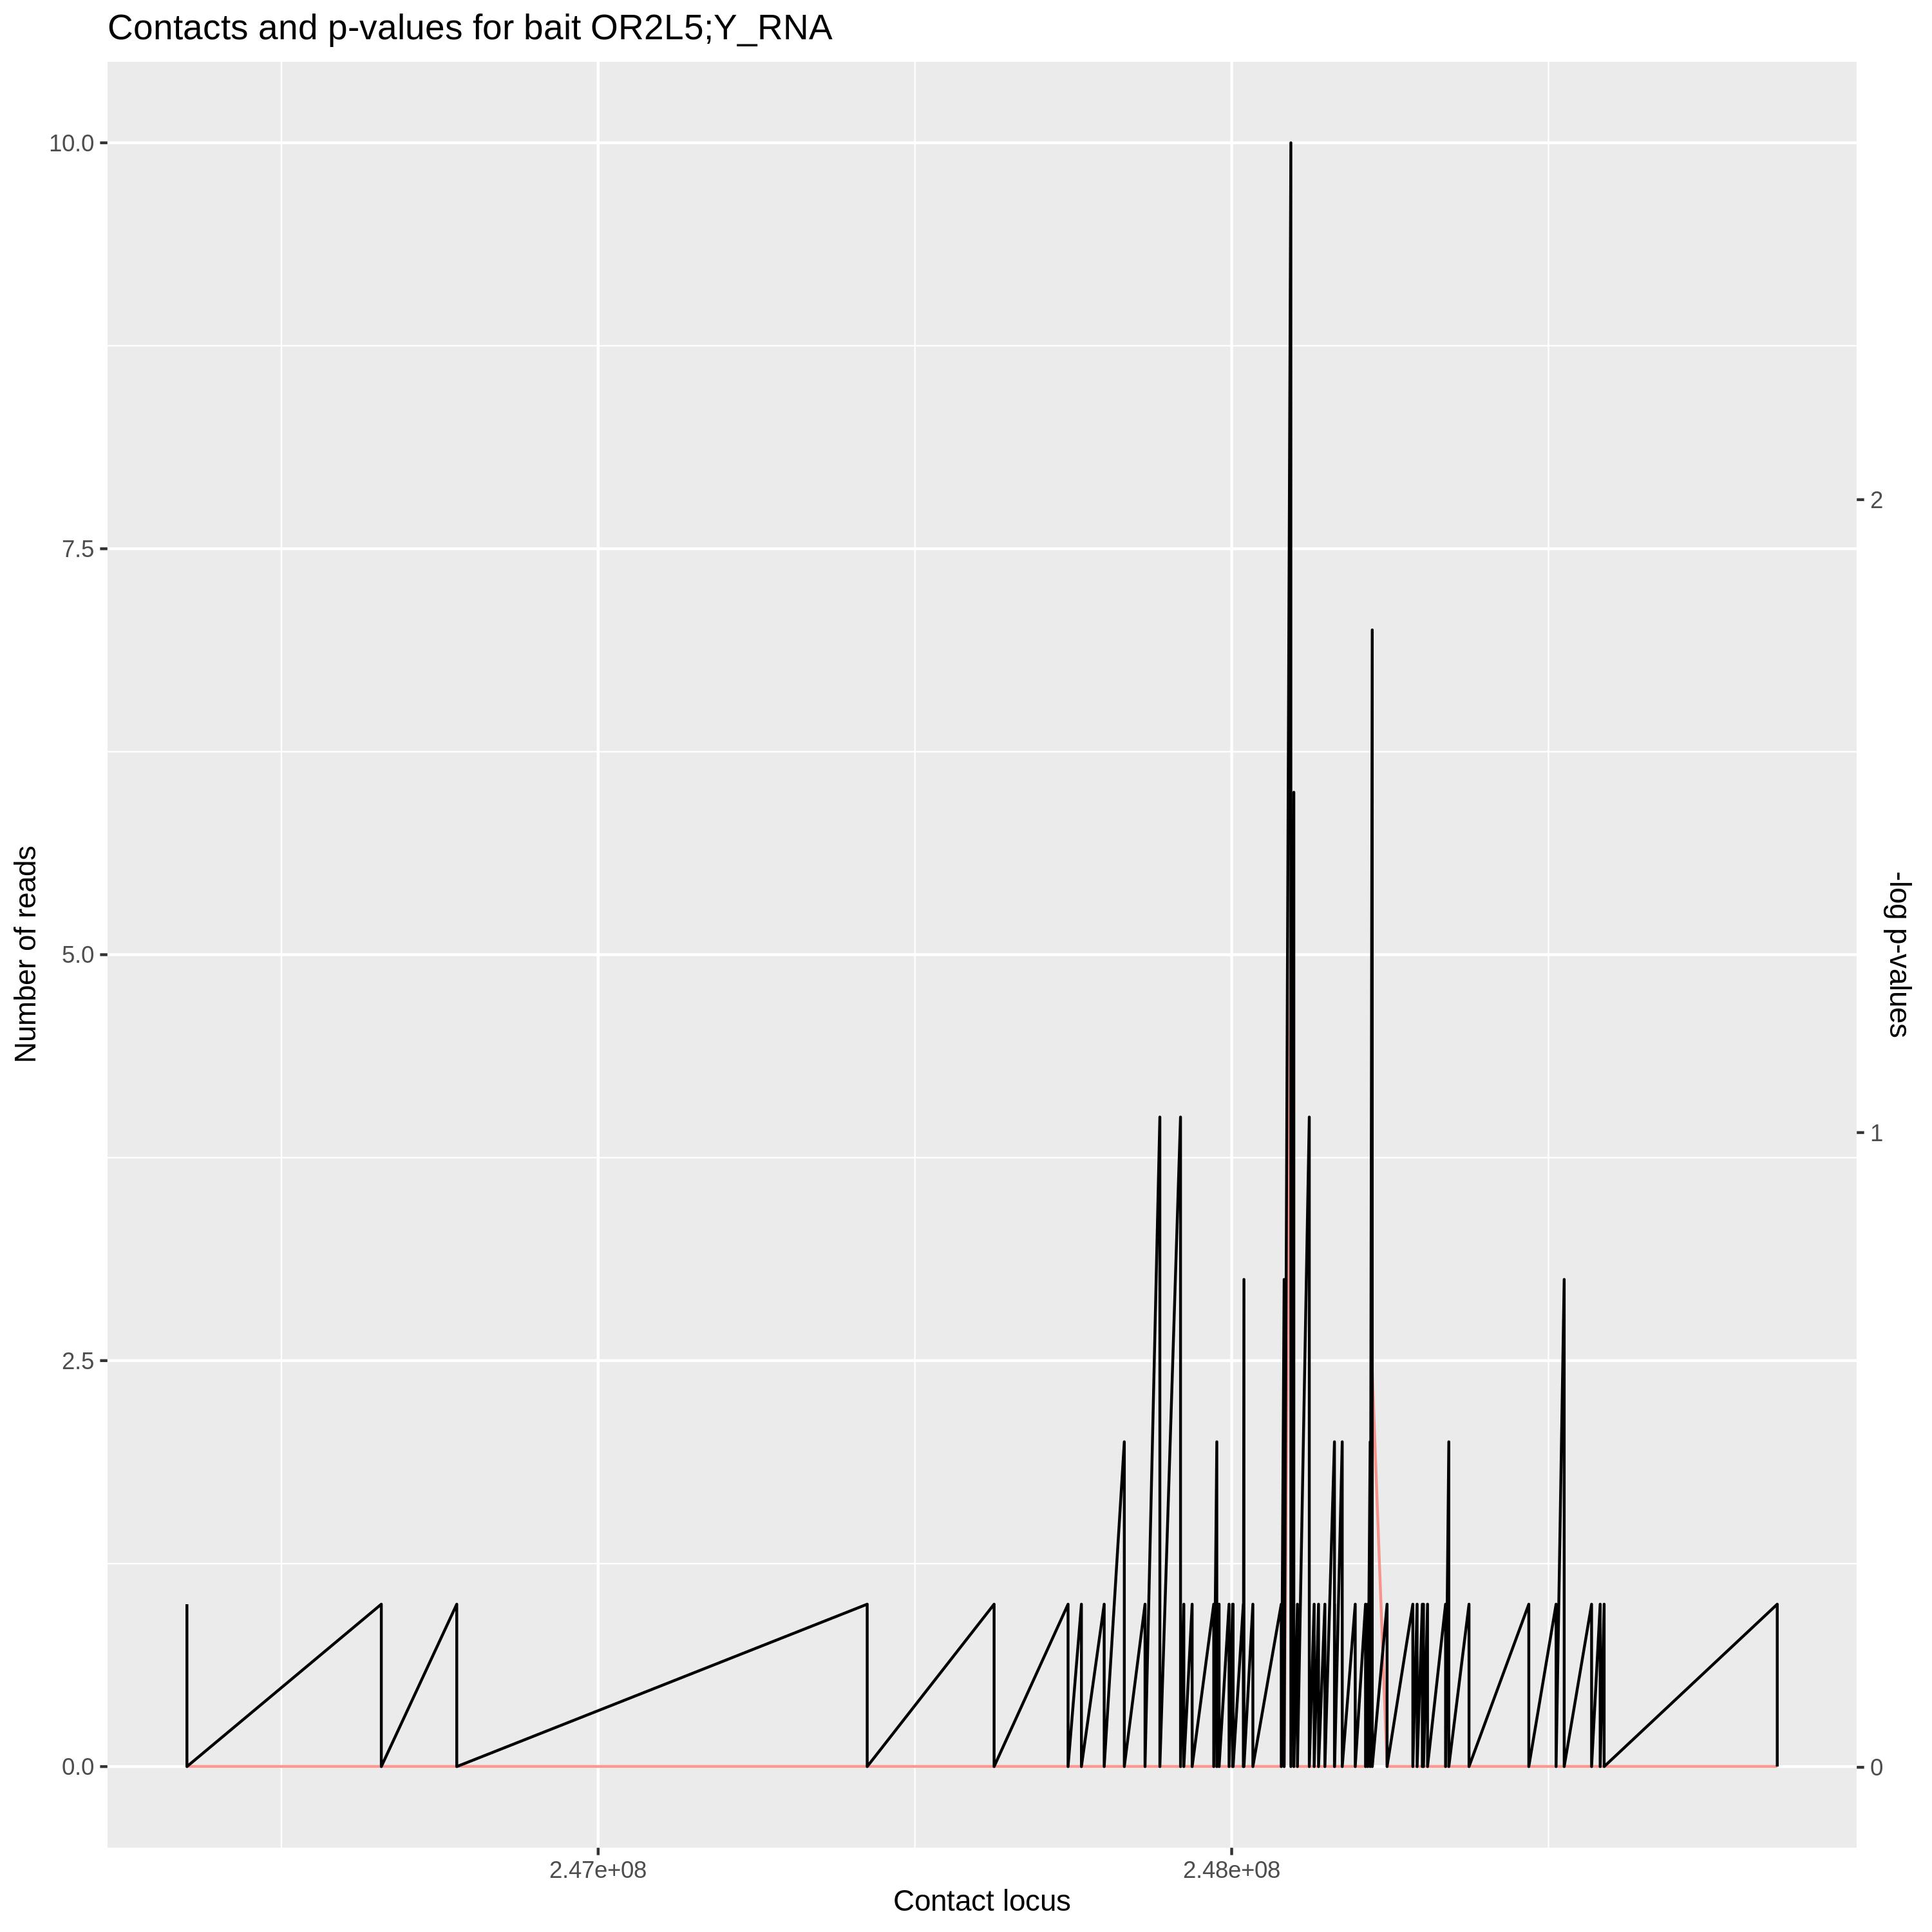 Contacts and p-values for bait OR2L5;Y_RNA
10.0
7.5
5.0
2.5
0.0
Number of reads
2
1
0
-log p-values
2.47e+08
2.48e+08
Contact locus